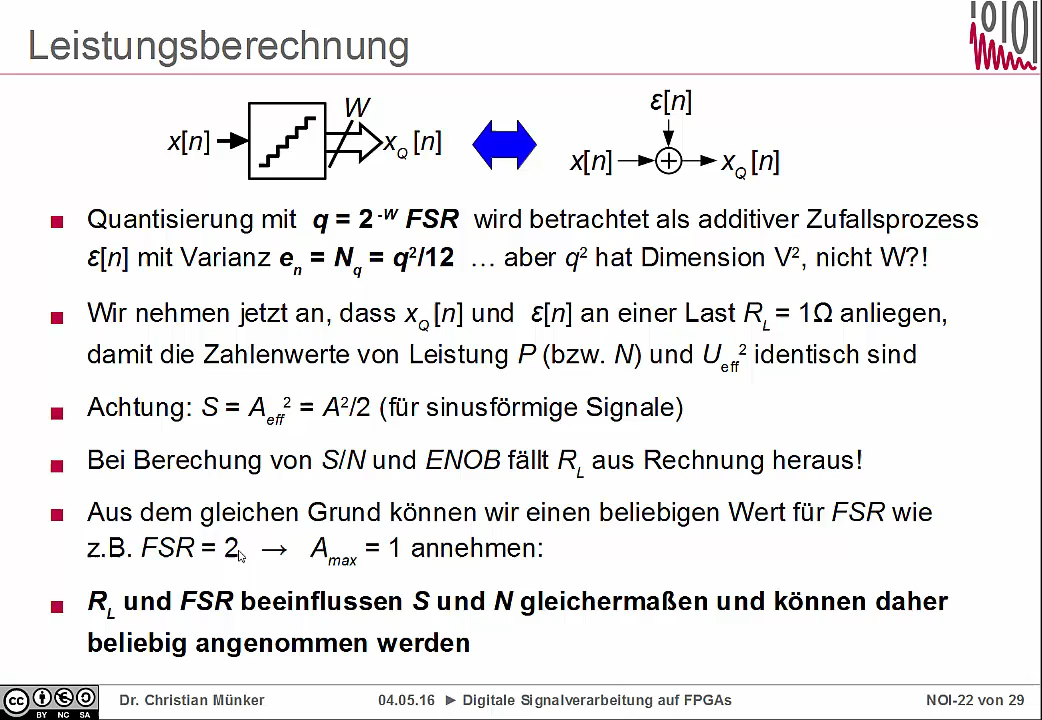 Leistungsberechnung
W
x[n]
x_Q [n]
ε[n]
x[n]
x_Q [n]
Quantisierung mit q = 2^-W FSR wird betrachtet als additiver Zufallsprozess
ε[n] mit Varianz e_n = N_q = q²/12 … aber q² hat Dimension V², nicht W?!
Wir nehmen jetzt an, dass x_Q [n] und ε[n] an einer Last R_L = 1Ω anliegen,
damit die Zahlenwerte von Leistung P (bzw. N) und U_eff² identisch sind
Achtung: S = A_eff² = A²/2 (für sinusförmige Signale)
Bei Berechung von S/N und ENOB fällt R_L aus Rechnung heraus!
Aus dem gleichen Grund können wir einen beliebigen Wert für FSR wie
z.B. FSR = 2 → A_max = 1 annehmen:
R_L und FSR beeinflussen S und N gleichermaßen und können daher
beliebig angenommen werden
cc BY NC SA
Dr. Christian Münker 04.05.16 ► Digitale Signalverarbeitung auf FPGAs NOI-22 von 29